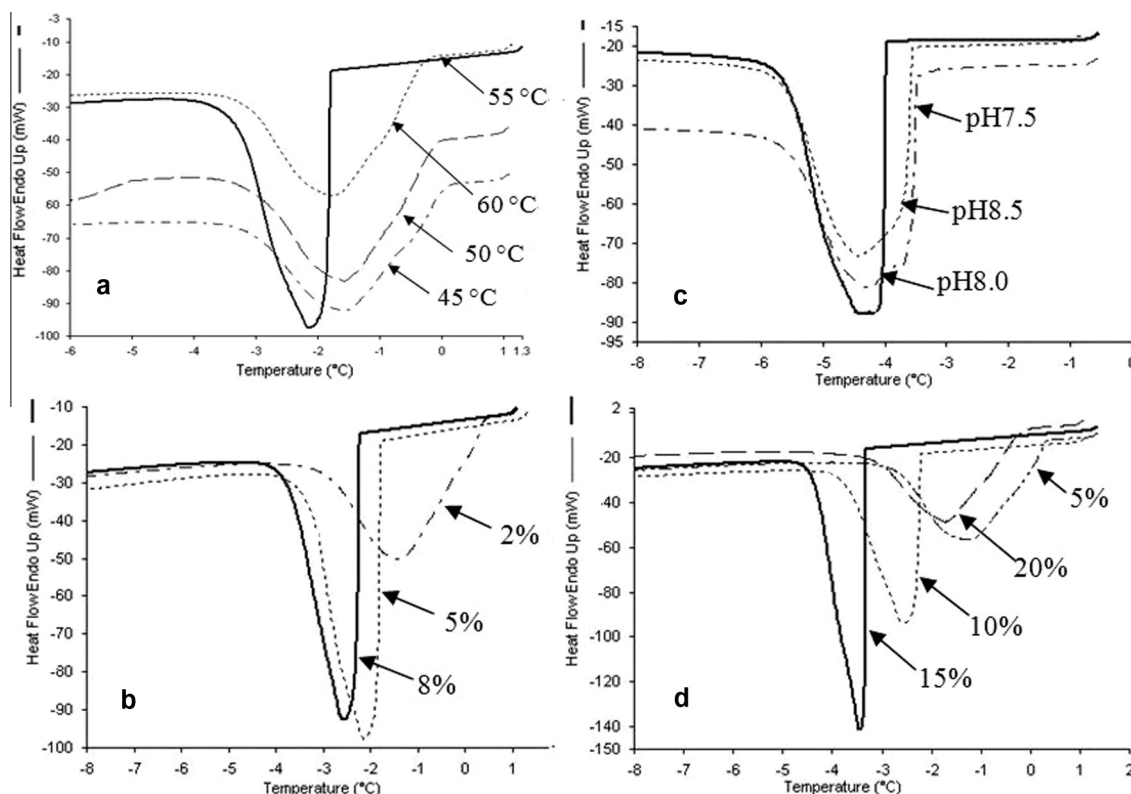 Heat Flow Endo Up (mW)
-3
-10
-20
-30
-40
-50
-60
-70
-80
-90
-100
55 °C
60 °C
50 °C
45 °C
a
-6 -5 -4 -3 -2 -1 0 1 1.3
Temperature (°C)
Heat Flow Endo Up (mW)
-15
-20
-30
-40
-50
-60
-70
-80
-90
-95
pH7.5
pH8.5
pH8.0
c
-8 -7 -6 -5 -4 -3 -2 -1 0
Temperature (°C)
Heat Flow Endo Up (mW)
-10
-20
-30
-40
-50
-60
-70
-80
-90
-100
2%
5%
8%
b
-8 -7 -6 -5 -4 -3 -2 -1 0 1
Temperature (°C)
Heat Flow Endo Up (mW)
2
-20
-40
-60
-80
-100
-120
-140
-150
5%
20%
10%
15%
d
-8 -7 -6 -5 -4 -3 -2 -1 0 1 2
Temperature (°C)